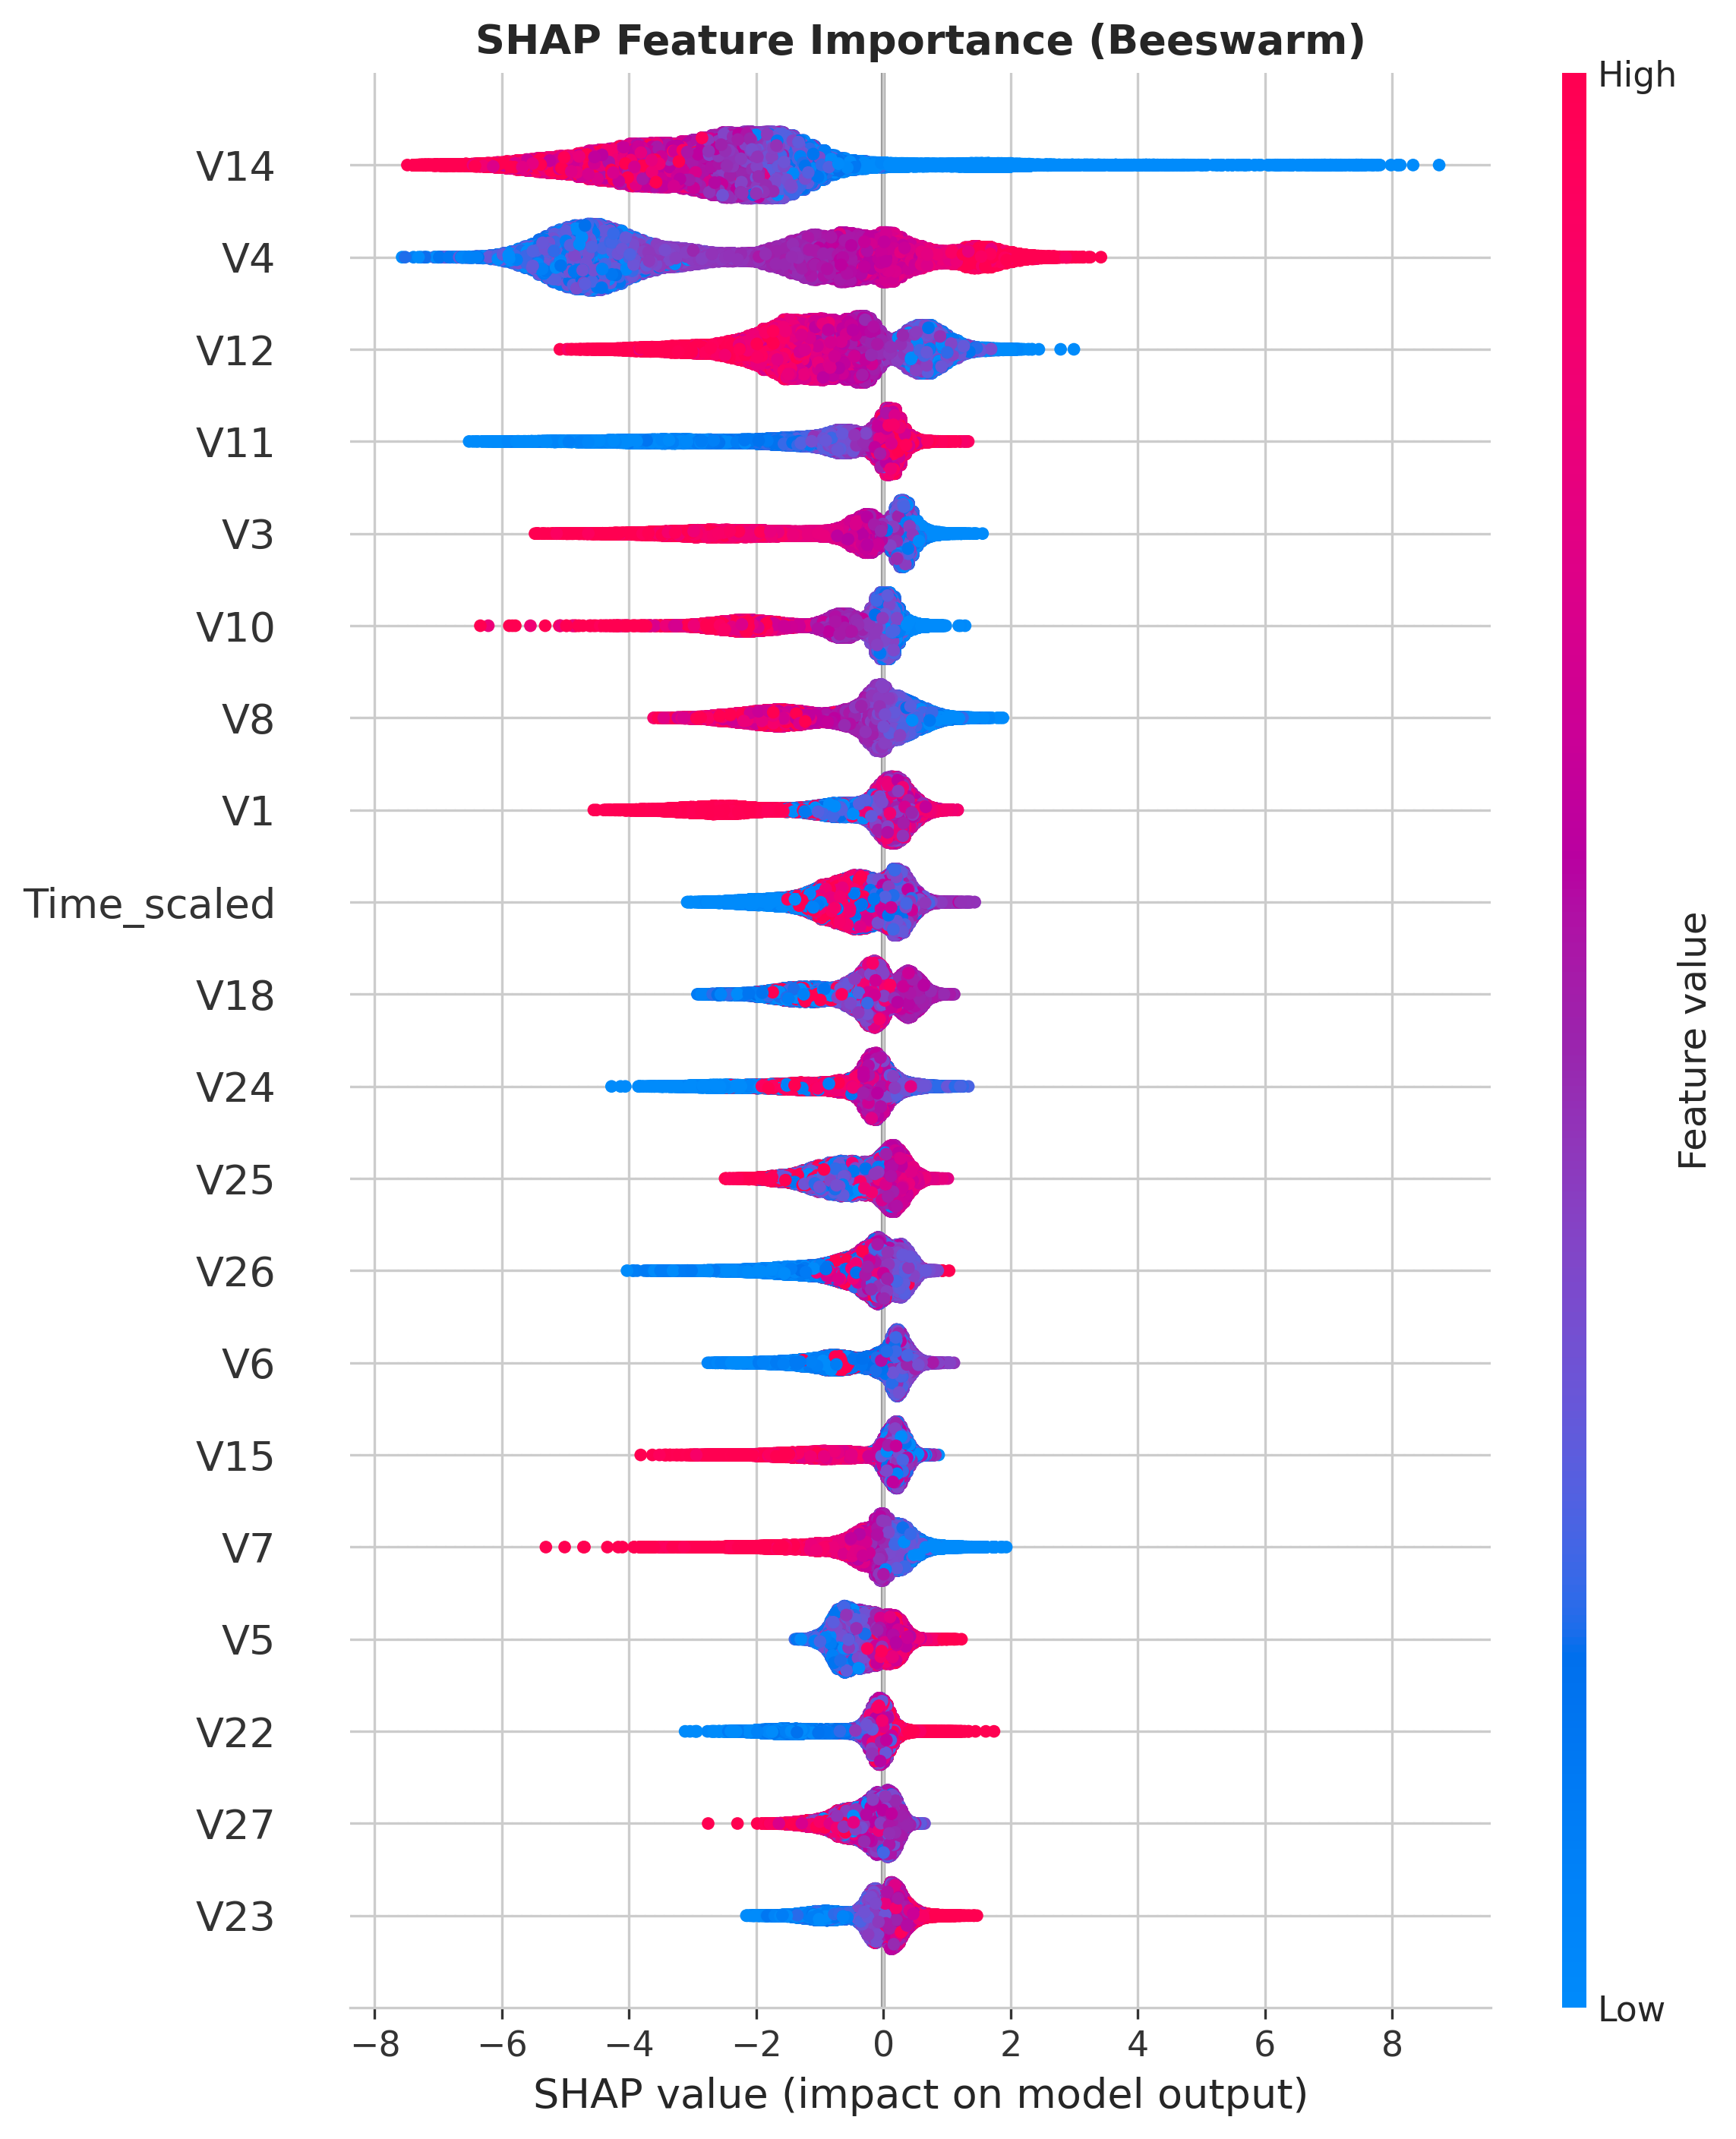 SHAP Feature Importance (Beeswarm)
High
V14
V4
V12
V11
V3
V10
V8
V1
Time_scaled
V18
V24
V25
V26
V6
V15
V7
V5
V22
V27
V23
Feature value
Low
−8 −6 −4 −2 0 2 4 6 8
SHAP value (impact on model output)